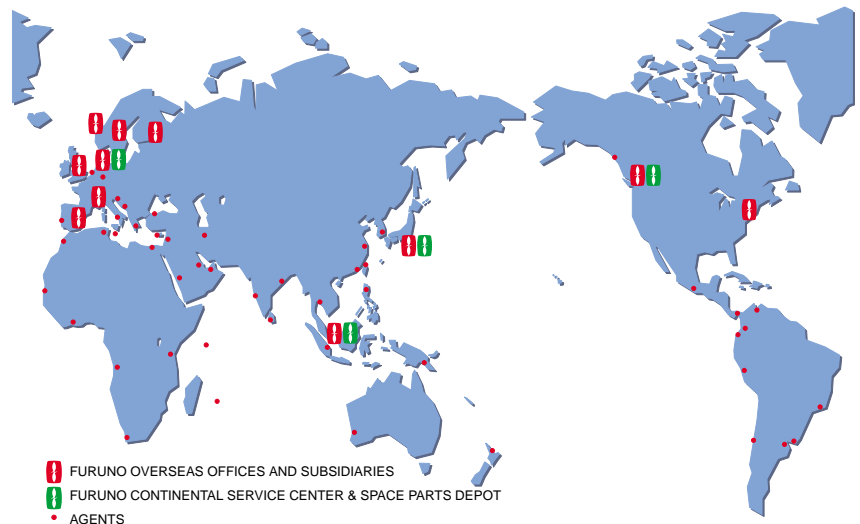 FURUNO OVERSEAS OFFICES AND SUBSIDIARIES
FURUNO CONTINENTAL SERVICE CENTER & SPACE PARTS DEPOT
AGENTS